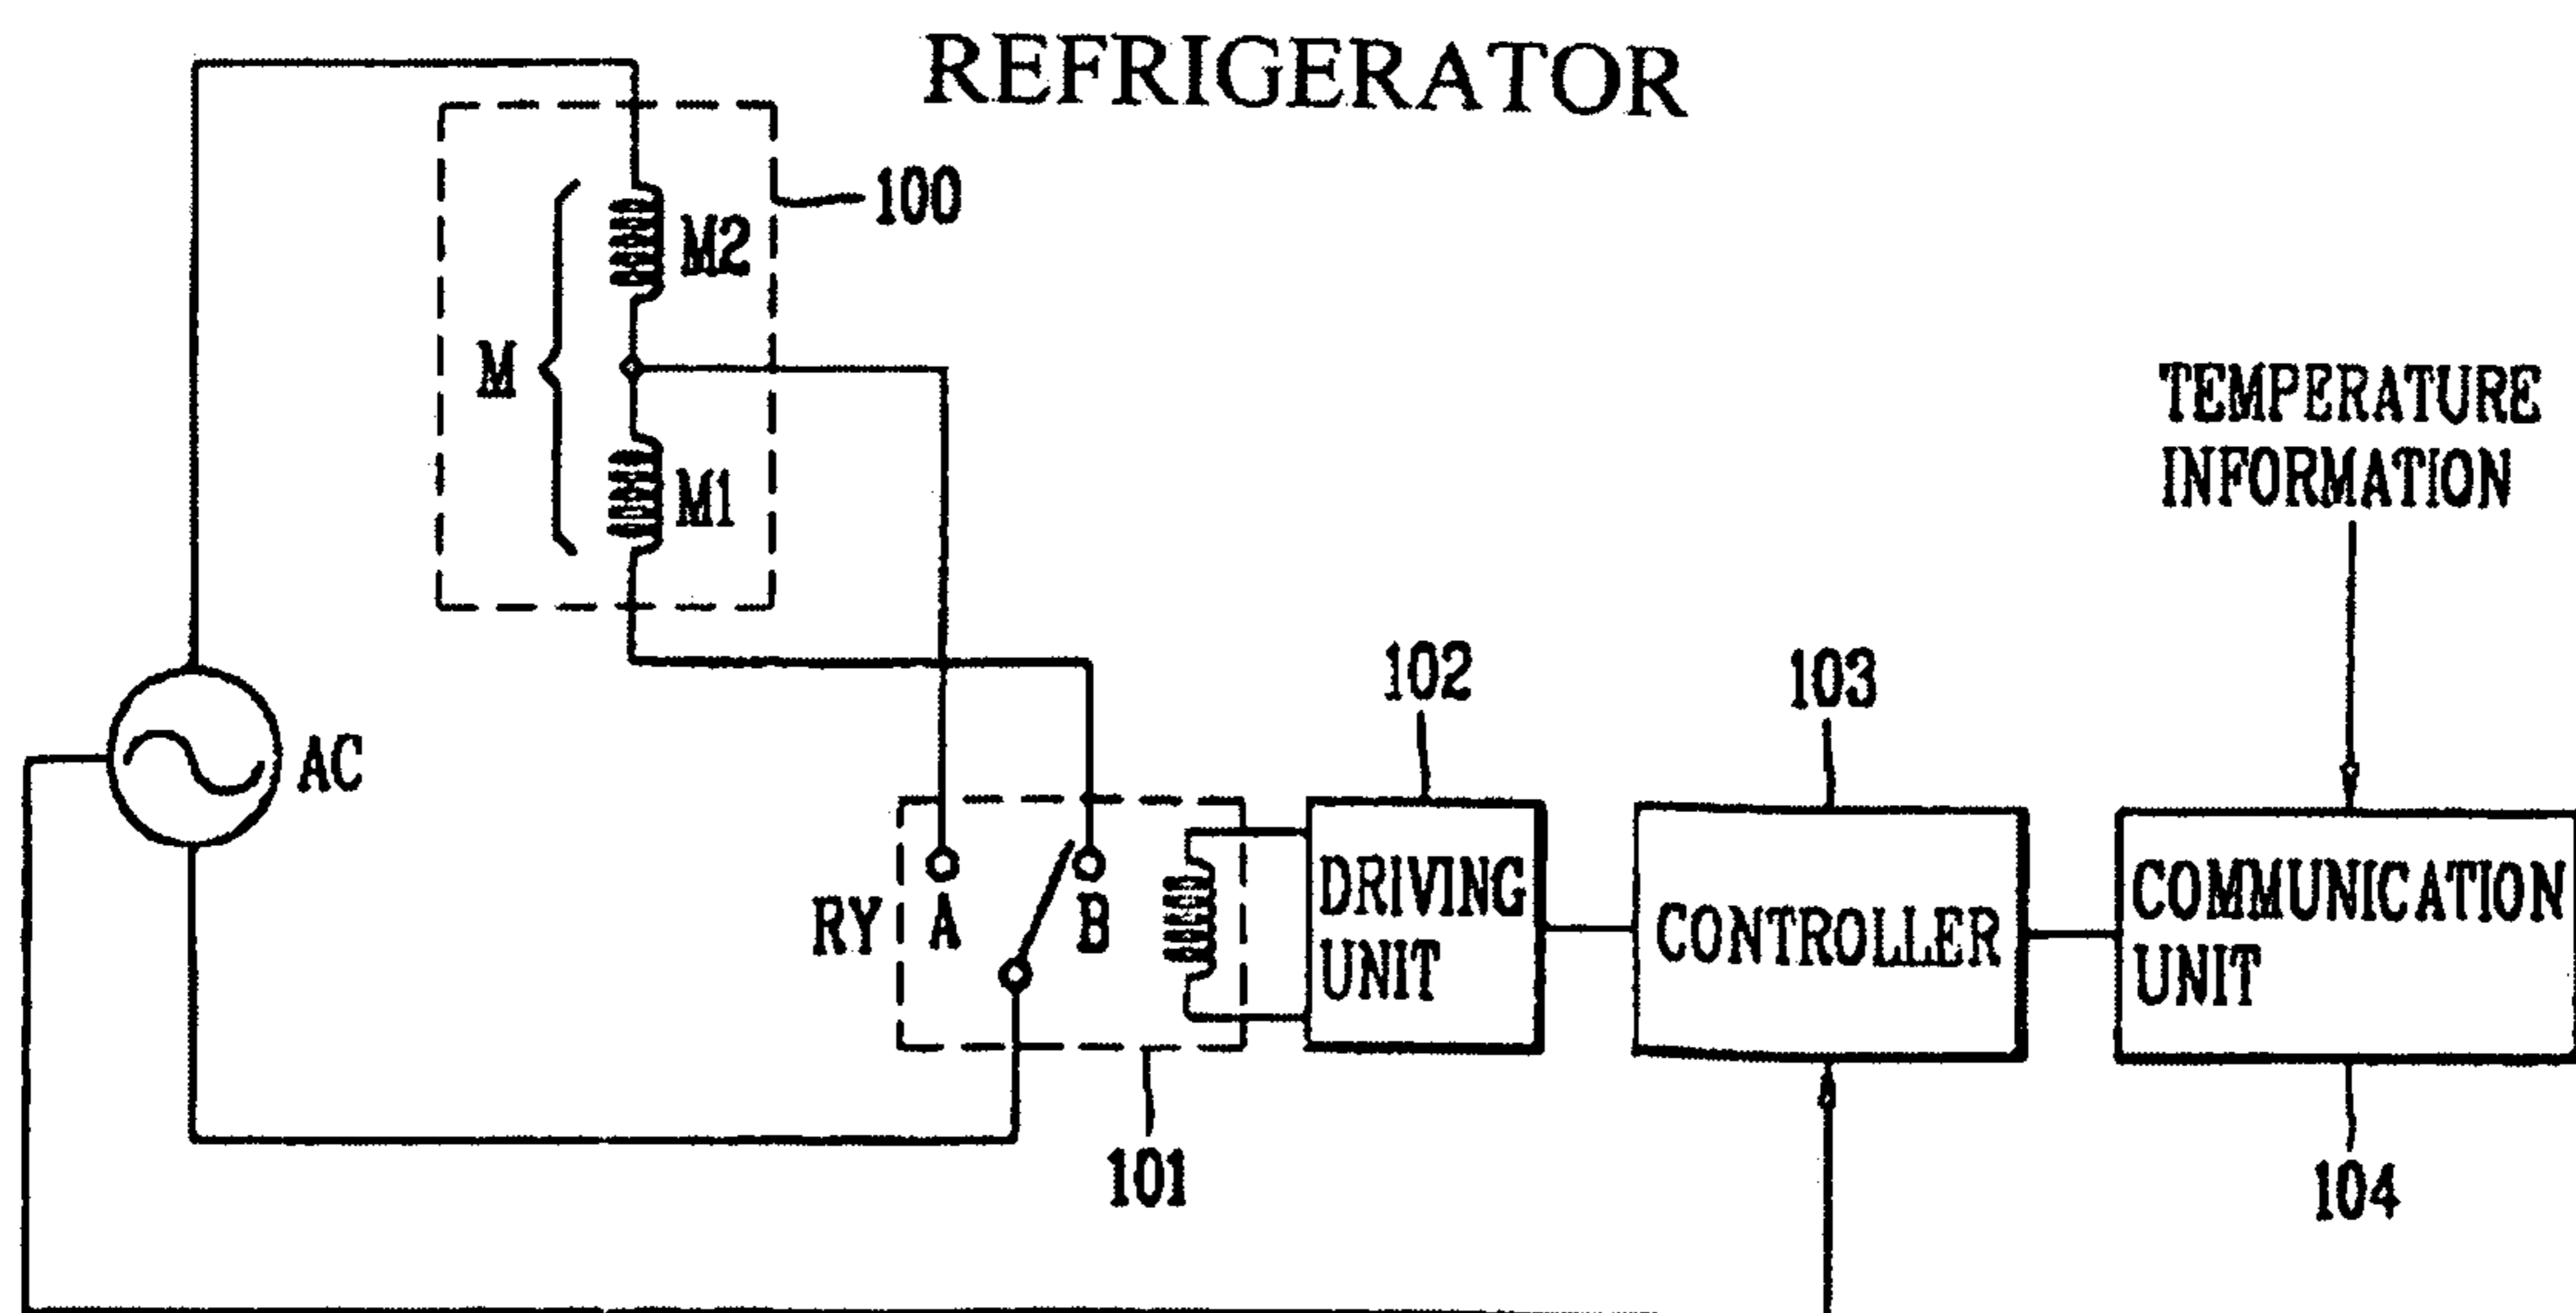 REFRIGERATOR
100
M2
M
M1
TEMPERATURE
INFORMATION
AC
102
103
RY
A
B
DRIVING
UNIT
CONTROLLER
COMMUNICATION
UNIT
101
104